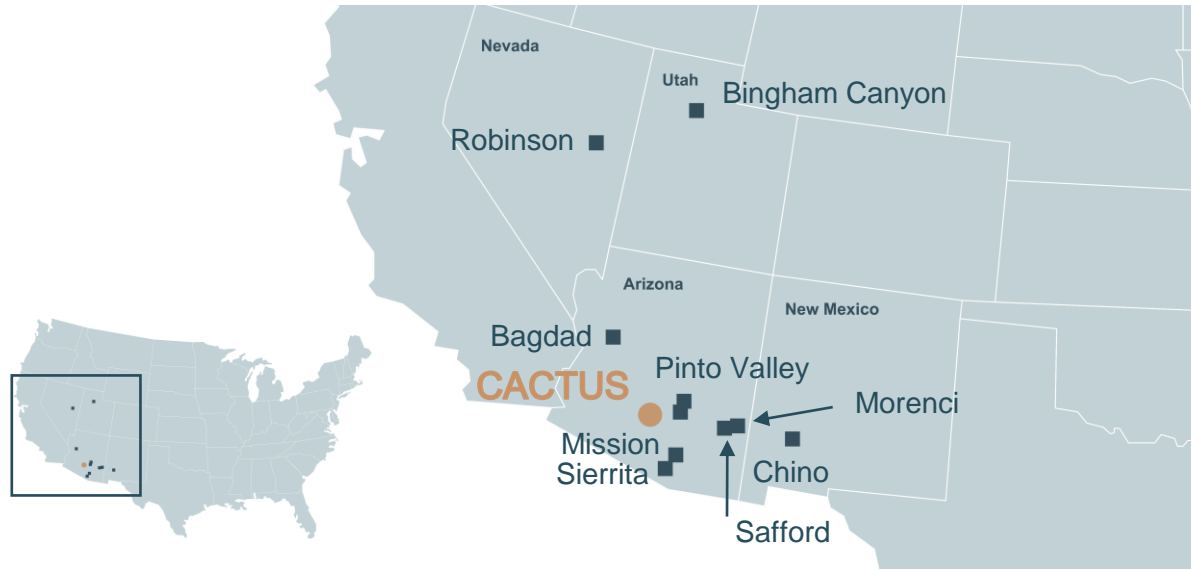 Nevada
Utah
Bingham Canyon
Robinson
Arizona
New Mexico
Bagdad
Pinto Valley
CACTUS
Morenci
Mission
Sierrita
Chino
Safford